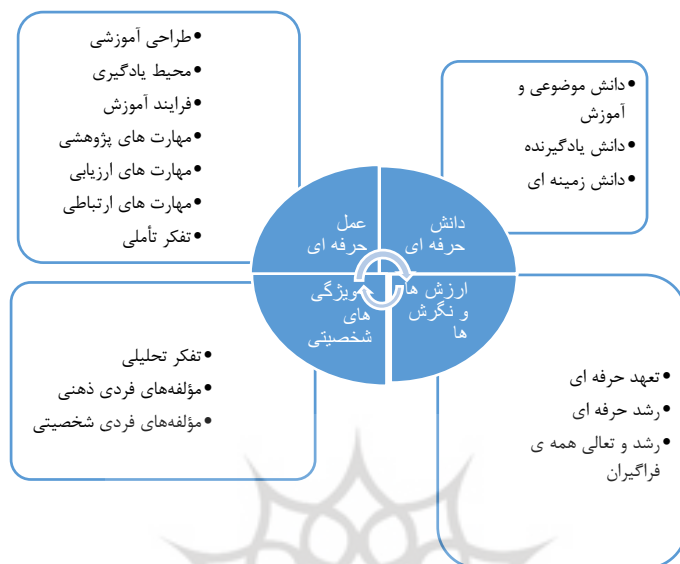 •دانش موضوعی و
آموزش
•دانش یادگیرنده
•دانش زمینه ای
•طراحی آموزشی
•محیط یادگیری
•فرایند آموزش
•مهارت های پژوهشی
•مهارت های ارزیابی
•مهارت های ارتباطی
•تفکر تأملی
دانش
حرفه ای
عمل
حرفه ای
ارزش ها
و نگرش
ها
ویژگی
های
شخصیتی
•تعهد حرفه ای
•رشد حرفه ای
•رشد و تعالی همه ی
فراگیران
•تفکر تحلیلی
•مؤلفه‌های فردی ذهنی
•مؤلفه‌های فردی شخصیتی